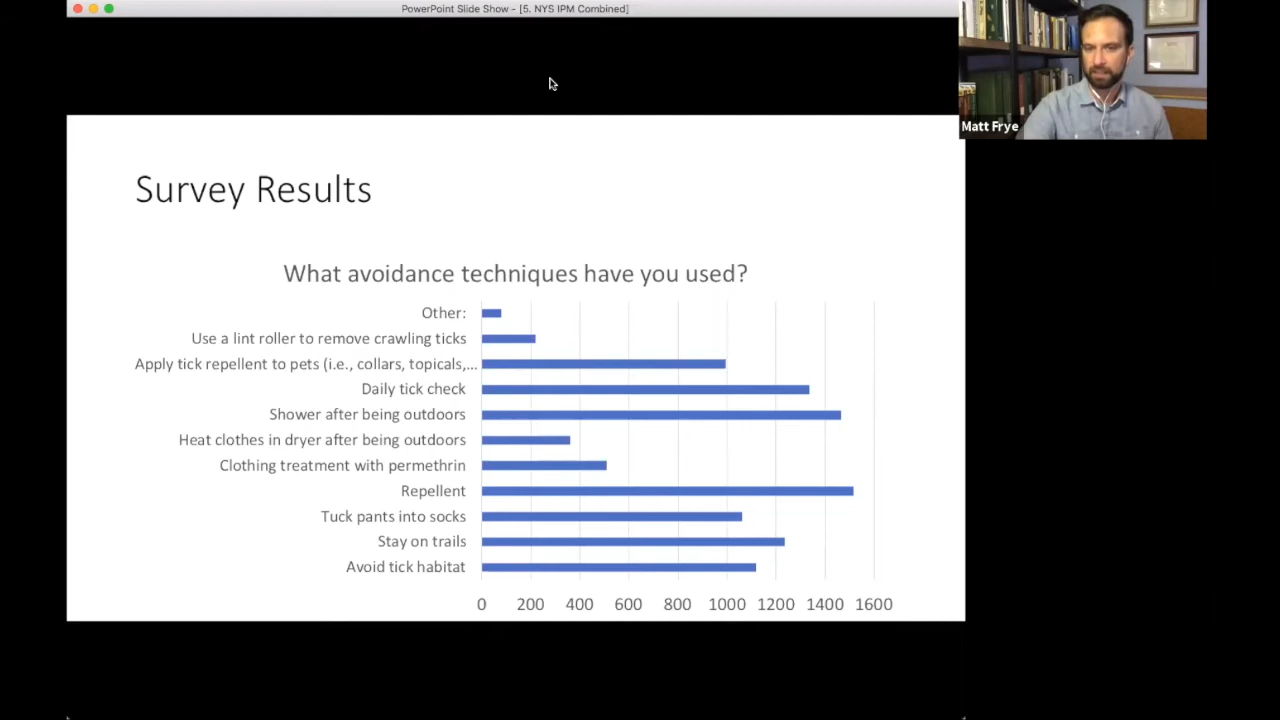 PowerPoint Slide Show - [5. NYS IPM Combined]
Matt Frye
Survey Results
What avoidance techniques have you used?
Other:
Use a lint roller to remove crawling ticks
Apply tick repellent to pets (i.e., collars, topicals,...
Daily tick check
Shower after being outdoors
Heat clothes in dryer after being outdoors
Clothing treatment with permethrin
Repellent
Tuck pants into socks
Stay on trails
Avoid tick habitat
0 200 400 600 800 1000 1200 1400 1600